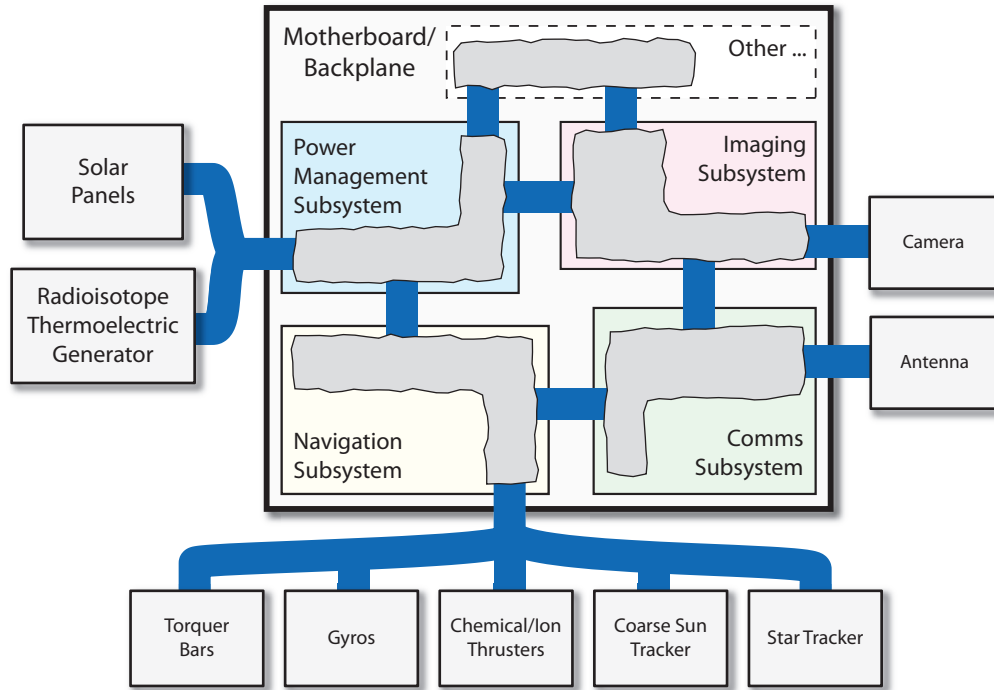 Motherboard/
Backplane
Other ...
Power
Management
Subsystem
Imaging
Subsystem
Solar
Panels
Radioisotope
Thermoelectric
Generator
Camera
Antenna
Navigation
Subsystem
Comms
Subsystem
Torquer
Bars
Gyros
Chemical/Ion
Thrusters
Coarse Sun
Tracker
Star Tracker